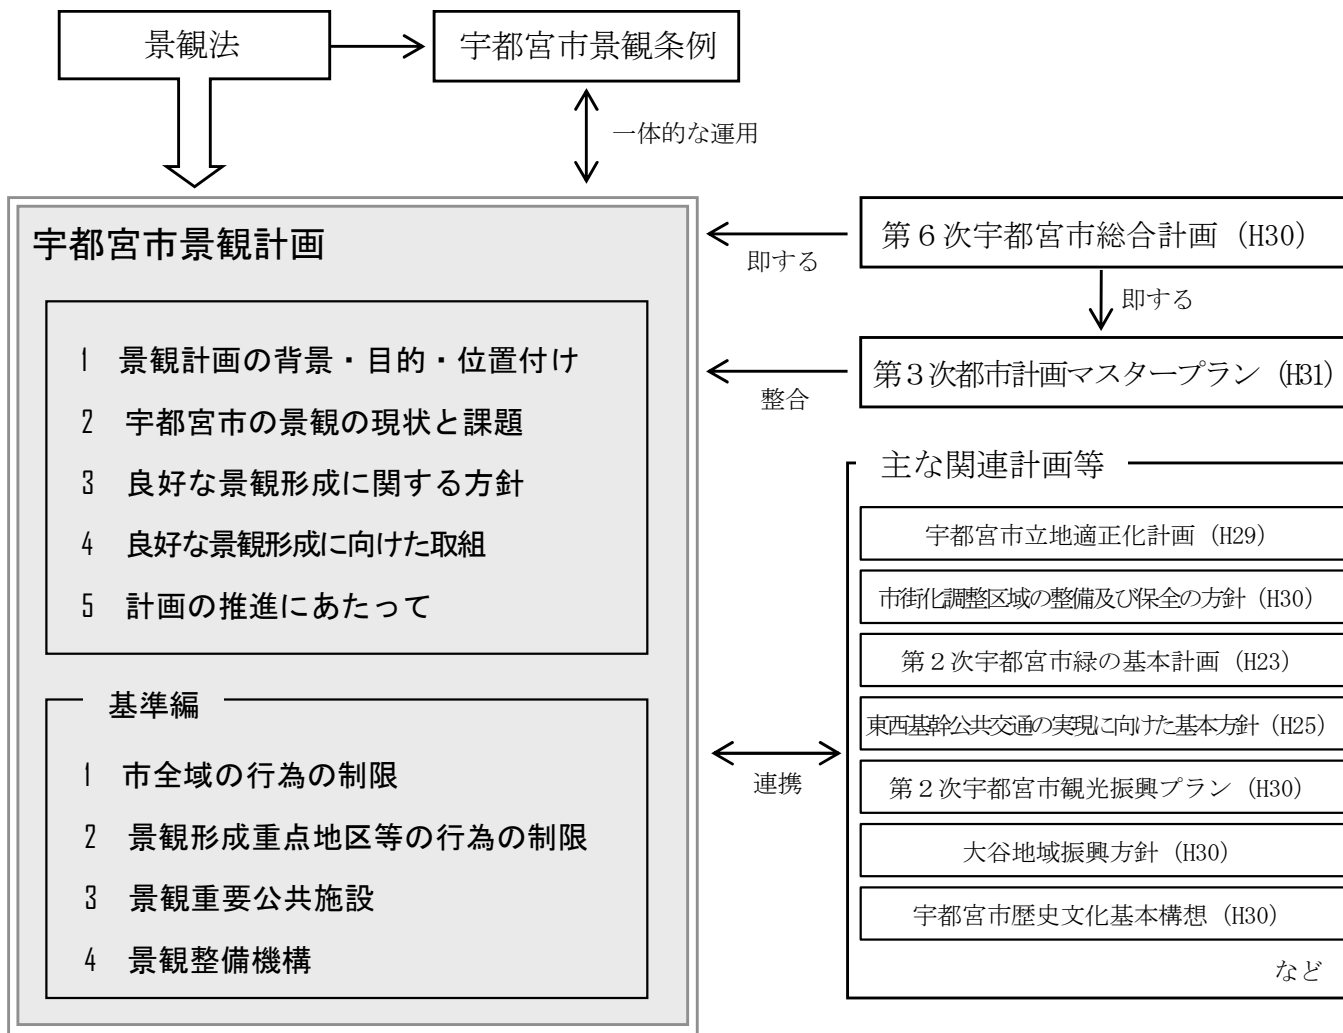 景観法
宇都宮市景観条例
一体的な運用
宇都宮市景観計画
1 景観計画の背景・目的・位置付け
2 宇都宮市の景観の現状と課題
3 良好な景観形成に関する方針
4 良好な景観形成に向けた取組
5 計画の推進にあたって
基準編
1 市全域の行為の制限
2 景観形成重点地区等の行為の制限
3 景観重要公共施設
4 景観整備機構
第6次宇都宮市総合計画 (H30)
即する
即する
第3次都市計画マスタープラン (H31)
整合
主な関連計画等
宇都宮市立地適正化計画 (H29)
市街化調整区域の整備及び保全の方針 (H30)
第2次宇都宮市緑の基本計画 (H23)
東西基幹公共交通の実現に向けた基本方針 (H25)
連携
第2次宇都宮市観光振興プラン (H30)
大谷地域振興方針 (H30)
宇都宮市歴史文化基本構想 (H30)
など